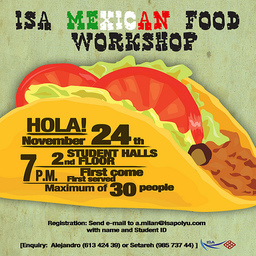 ISA MEXICAN FOOD
WORKSHOP
HOLA!
November 24th
7 P.M. 2nd STUDENT HALLS FLOOR
First come
First served
Maximum of 30 people
Registration: Send e-mail to a.milan@isapolyu.com
with name and Student ID
[Enquiry: Alejandro (613 424 39) or Setareh (985 737 44) ]